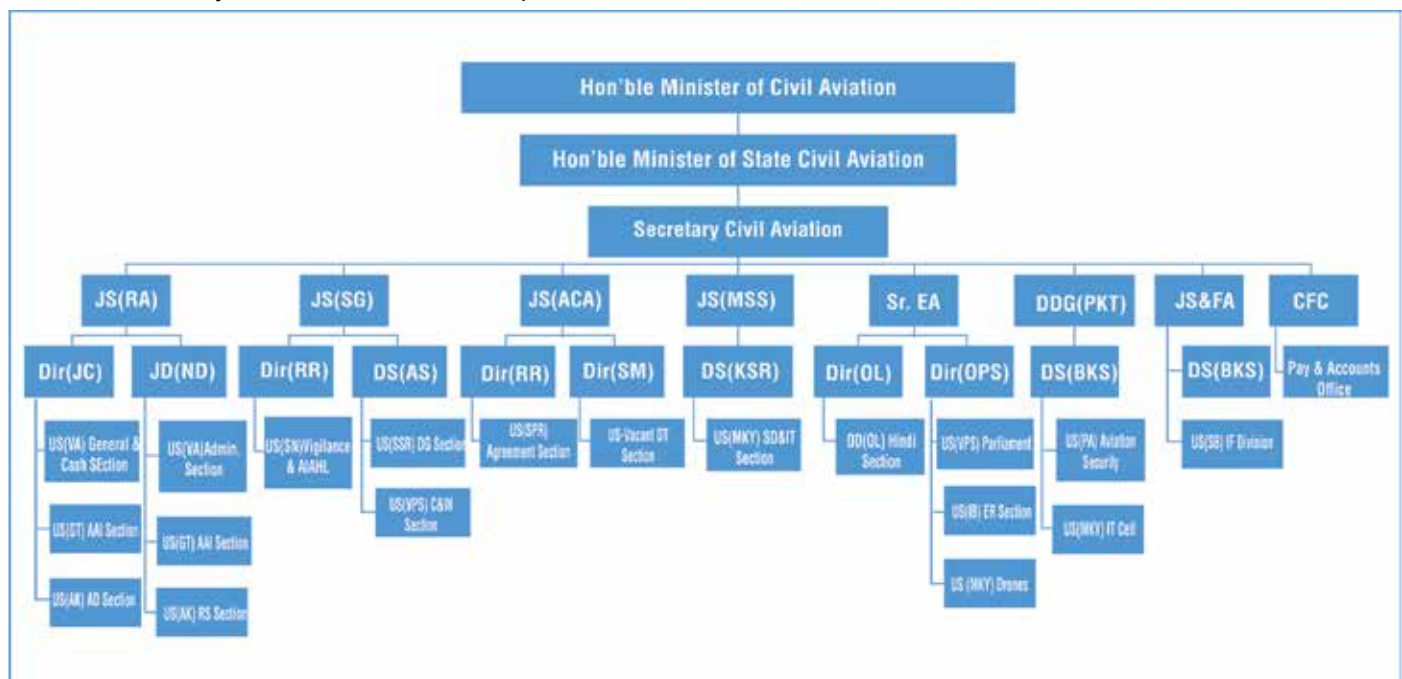 Hon'ble Minister of Civil Aviation
Hon'ble Minister of State Civil Aviation
Secretary Civil Aviation
JS(RA)
JS(SG)
JS(ACA)
JS(MSS)
Sr. EA
DDG(PKT)
JS&FA
CFC
Dir(JC)
JD(ND)
Dir(RR)
DS(AS)
Dir(RR)
Dir(SM)
DS(KSR)
Dir(OL)
Dir(OPS)
DS(BKS)
DS(BKS)
Pay & Accounts
Office
US(VA) General &
Cash SEction
US(VA)Admin.
Section
US(SN)Vigilance
& AIAHL
US(SSR) DG Section
US(SPR)
Agreement Section
US-Vacant DT
Section
US(MKY) SD&IT
Section
DD(OL) Hindi
Section
US(VPS) Parliament
US(PA) Aviation
Security
US(SB) IF Division
US(GT) AAI Section
US(GT) AAI Section
US(VPS) C&W
Section
US(IB) ER Section
US(MKY) IT Cell
US(AK) AD Section
US(AK) RS Section
US (MKY) Drones